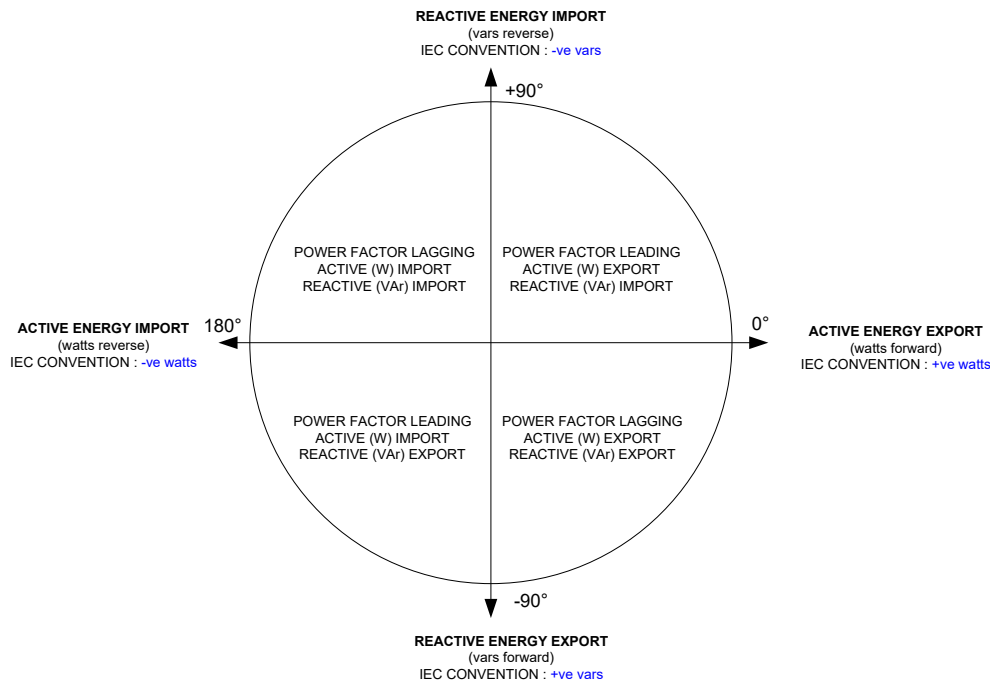 REACTIVE ENERGY IMPORT
(vars reverse)
IEC CONVENTION : -ve vars
+90°
POWER FACTOR LAGGING
ACTIVE (W) IMPORT
REACTIVE (VAr) IMPORT
POWER FACTOR LEADING
ACTIVE (W) EXPORT
REACTIVE (VAr) IMPORT
ACTIVE ENERGY IMPORT
(watts reverse)
IEC CONVENTION : -ve watts
180°
0°
ACTIVE ENERGY EXPORT
(watts forward)
IEC CONVENTION : +ve watts
POWER FACTOR LEADING
ACTIVE (W) IMPORT
REACTIVE (VAr) EXPORT
POWER FACTOR LAGGING
ACTIVE (W) EXPORT
REACTIVE (VAr) EXPORT
-90°
REACTIVE ENERGY EXPORT
(vars forward)
IEC CONVENTION : +ve vars